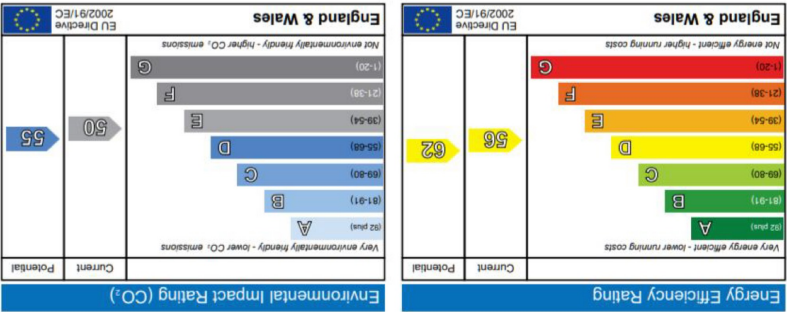 Energy Efficiency Rating
Current Potential
Very energy efficient - lower running costs
(92 plus) A
(81-91) B
(69-80) C
(55-68) D
(39-54) E
(21-38) F
(1-20) G
56
62
Not energy efficient - higher running costs
England & Wales
EU Directive
2002/91/EC
Environmental Impact Rating (CO₂)
Current Potential
Very environmentally friendly - lower CO₂ emissions
(92 plus) A
(81-91) B
(69-80) C
(55-68) D
(39-54) E
(21-38) F
(1-20) G
50
55
Not environmentally friendly - higher CO₂ emissions
England & Wales
EU Directive
2002/91/EC